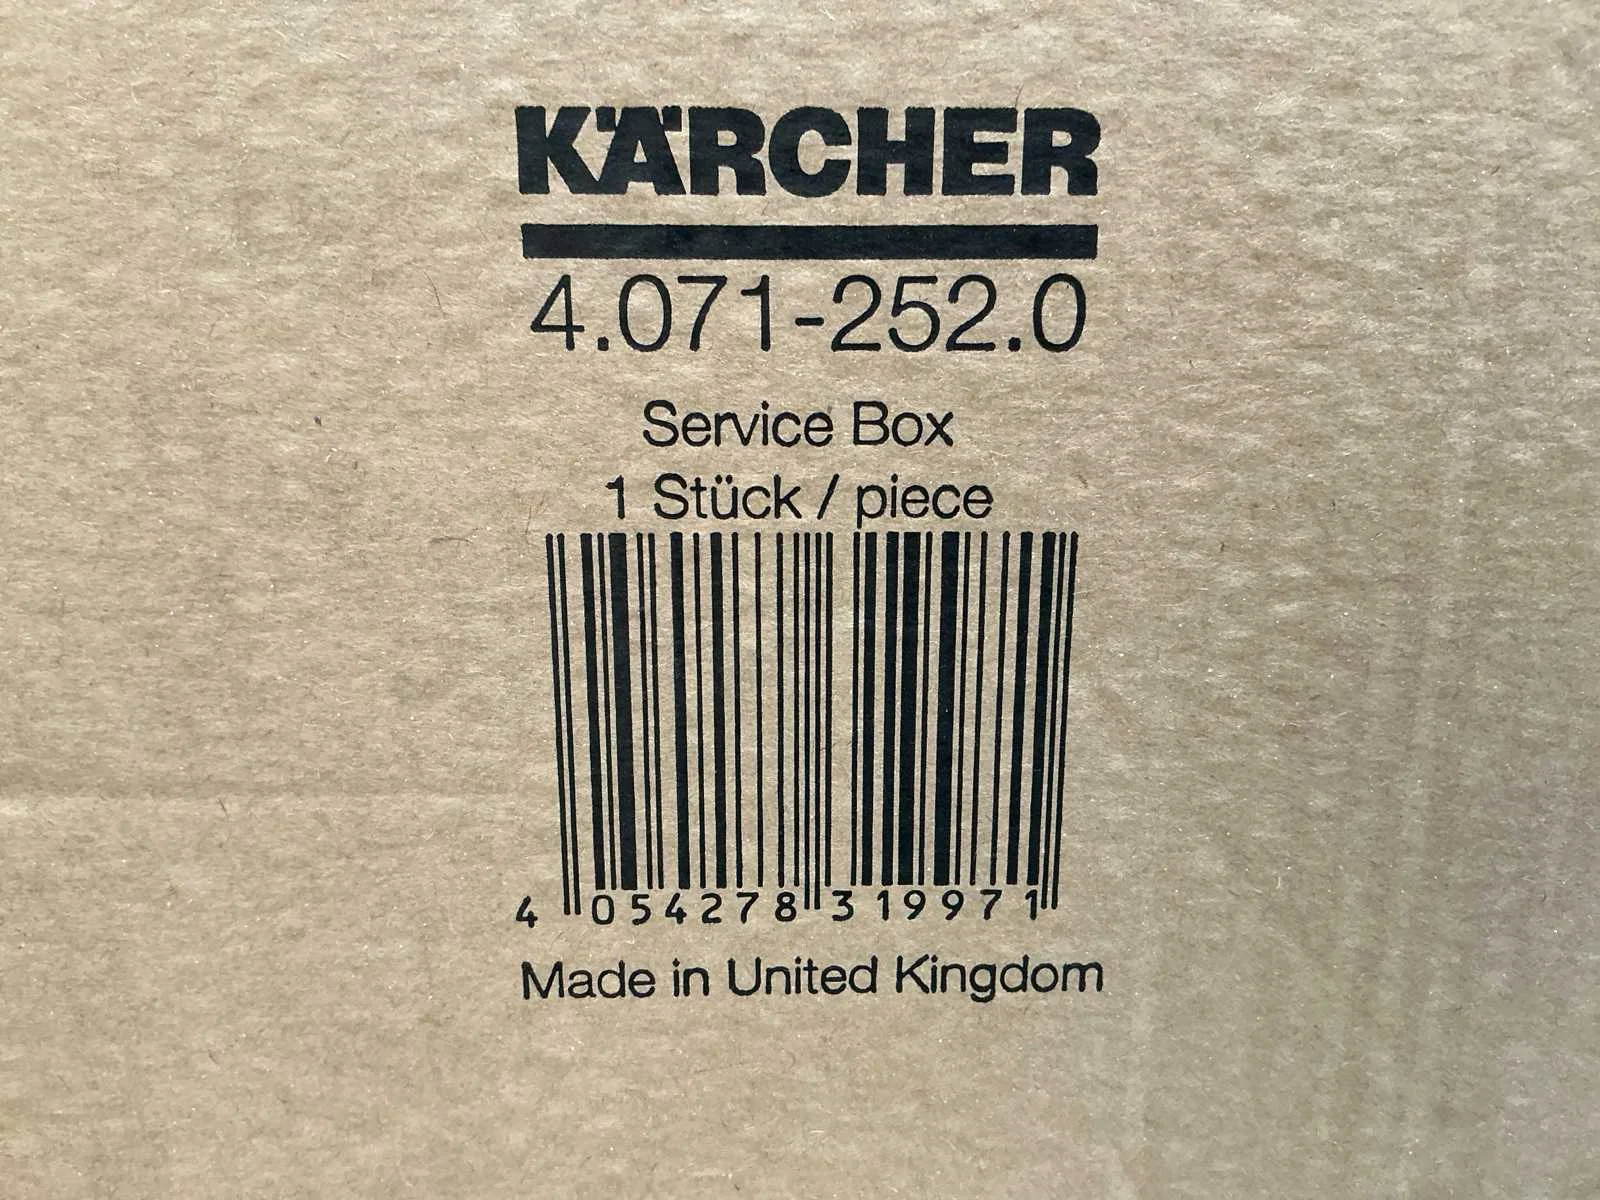 KÄRCHER
4.071-252.0
Service Box
1 Stück / piece
4 054278 319971
Made in United Kingdom